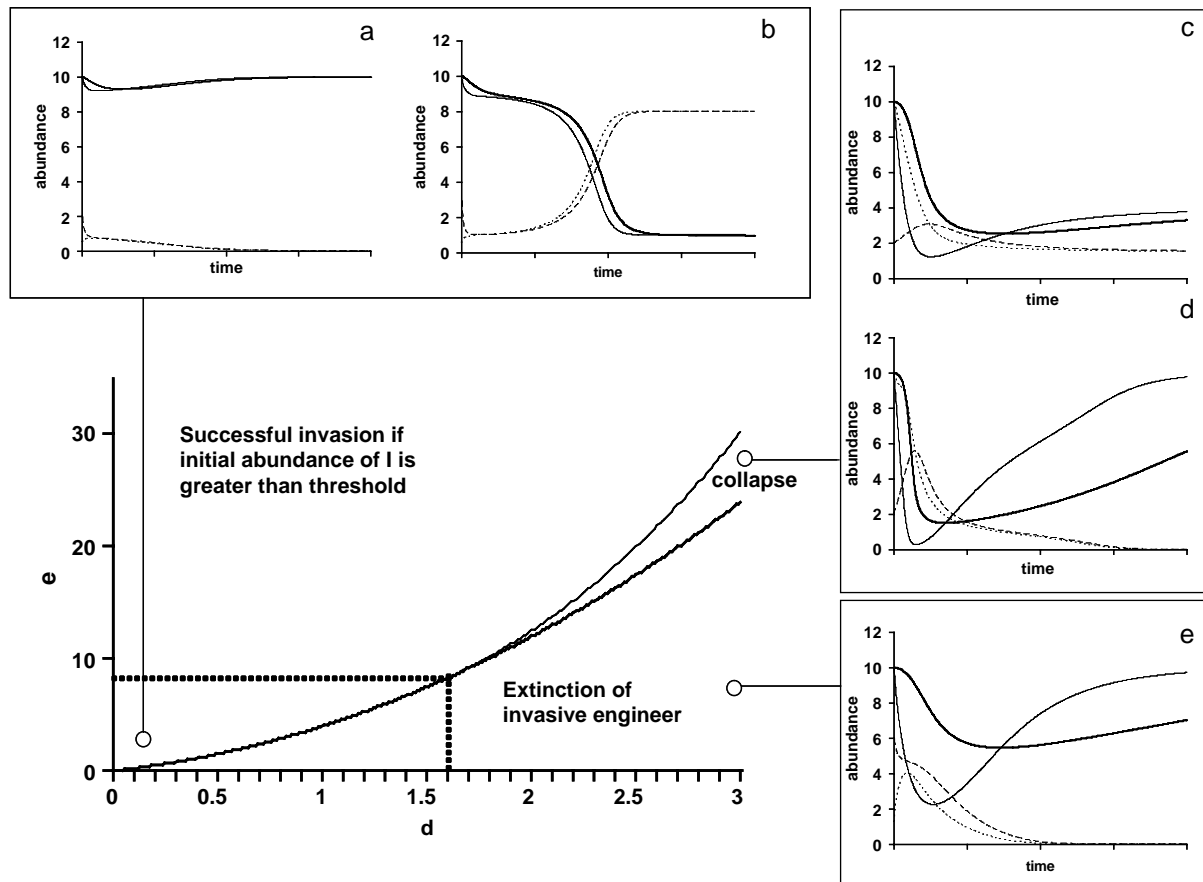 a
12
10
8
6
4
2
0
abundance
time
b
12
10
8
6
4
2
0
abundance
time
c
12
10
8
6
4
2
0
abundance
time
d
12
10
8
6
4
2
0
abundance
time
e
12
10
8
6
4
2
0
abundance
time
30
20
10
0
e
Successful invasion if
initial abundance of I is
greater than threshold
collapse
Extinction of
invasive engineer
0 0.5 1 1.5 2 2.5 3
d